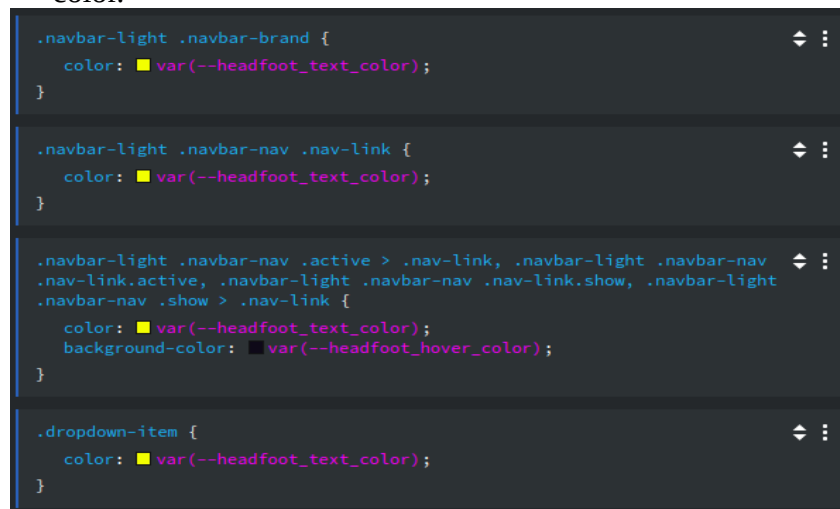 color.
.navbar-light .navbar-brand {
color: var(--headfoot_text_color);
}
.navbar-light .navbar-nav .nav-link {
color: var(--headfoot_text_color);
}
.navbar-light .navbar-nav .active > .nav-link, .navbar-light .navbar-nav
.nav-link.active, .navbar-light .navbar-nav .nav-link.show, .navbar-light
.navbar-nav .show > .nav-link {
color: var(--headfoot_text_color);
background-color: var(--headfoot_hover_color);
}
.dropdown-item {
color: var(--headfoot_text_color);
}